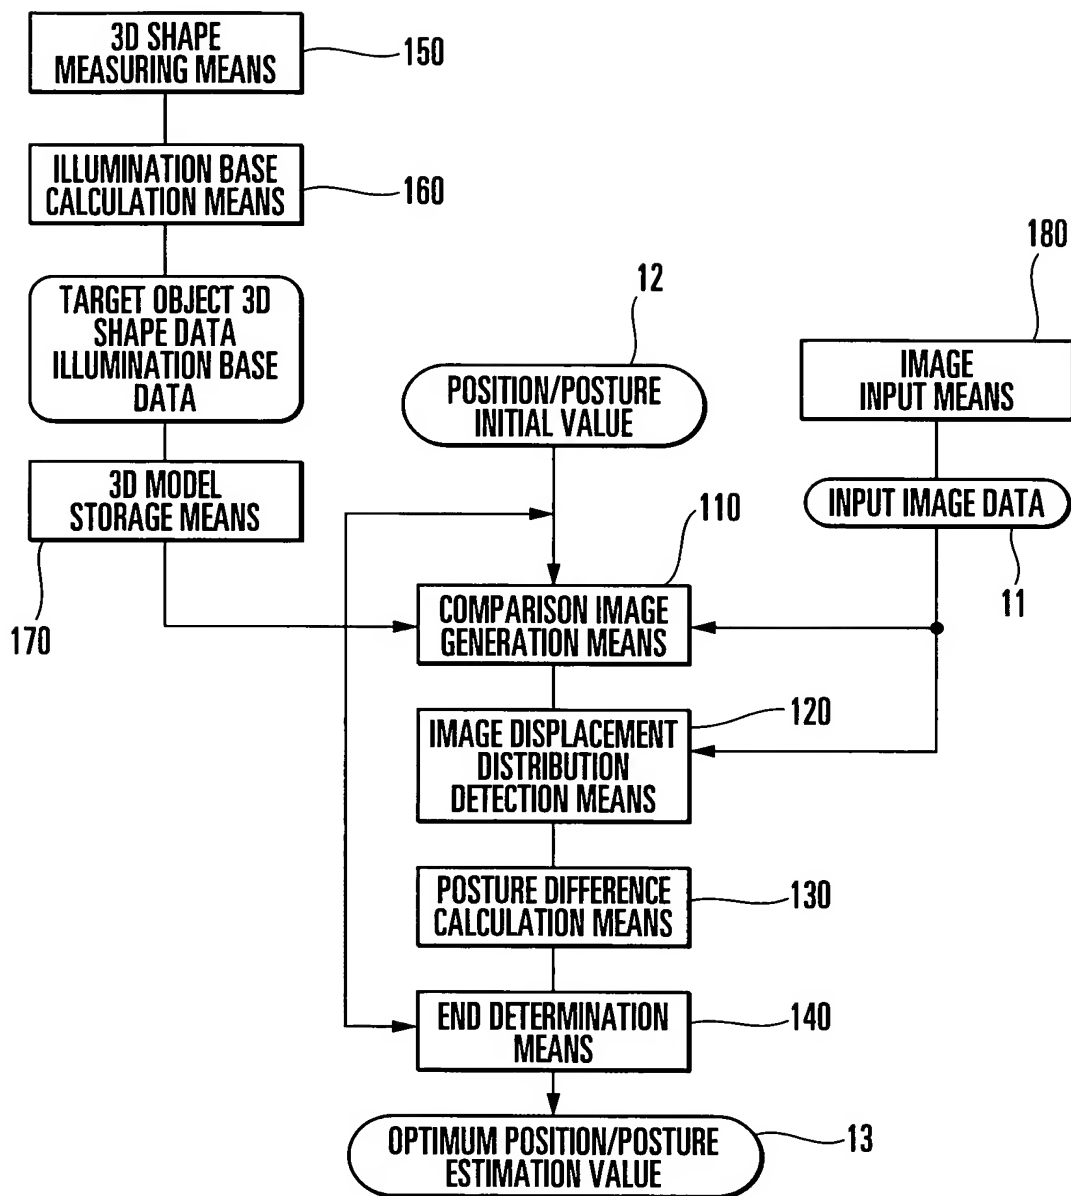 3D SHAPE
MEASURING MEANS
150
ILLUMINATION BASE
CALCULATION MEANS
160
TARGET OBJECT 3D
SHAPE DATA
ILLUMINATION BASE
DATA
3D MODEL
STORAGE MEANS
170
12
POSITION/POSTURE
INITIAL VALUE
180
IMAGE
INPUT MEANS
INPUT IMAGE DATA
11
110
COMPARISON IMAGE
GENERATION MEANS
120
IMAGE DISPLACEMENT
DISTRIBUTION
DETECTION MEANS
POSTURE DIFFERENCE
CALCULATION MEANS
130
END DETERMINATION
MEANS
140
OPTIMUM POSITION/POSTURE
ESTIMATION VALUE
13